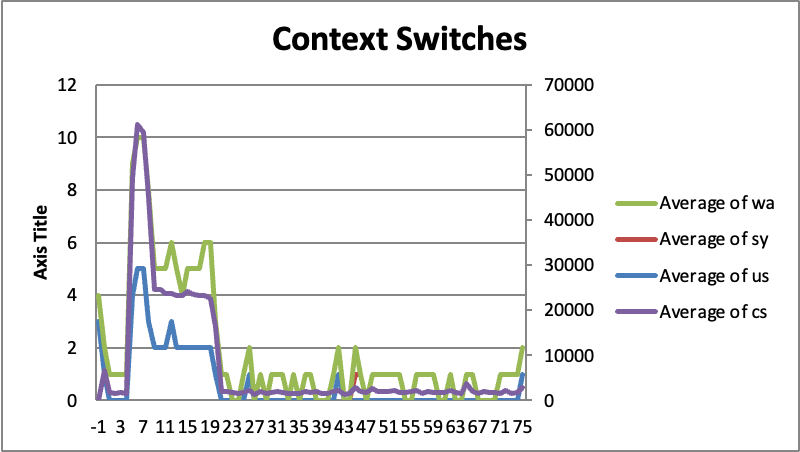 Context Switches
12
10
8
6
4
2
0
Axis Title
70000
60000
50000
40000
30000
20000
10000
0
-1 3 7 11 15 19 23 27 31 35 39 43 47 51 55 59 63 67 71 75
Average of wa
Average of sy
Average of us
Average of cs